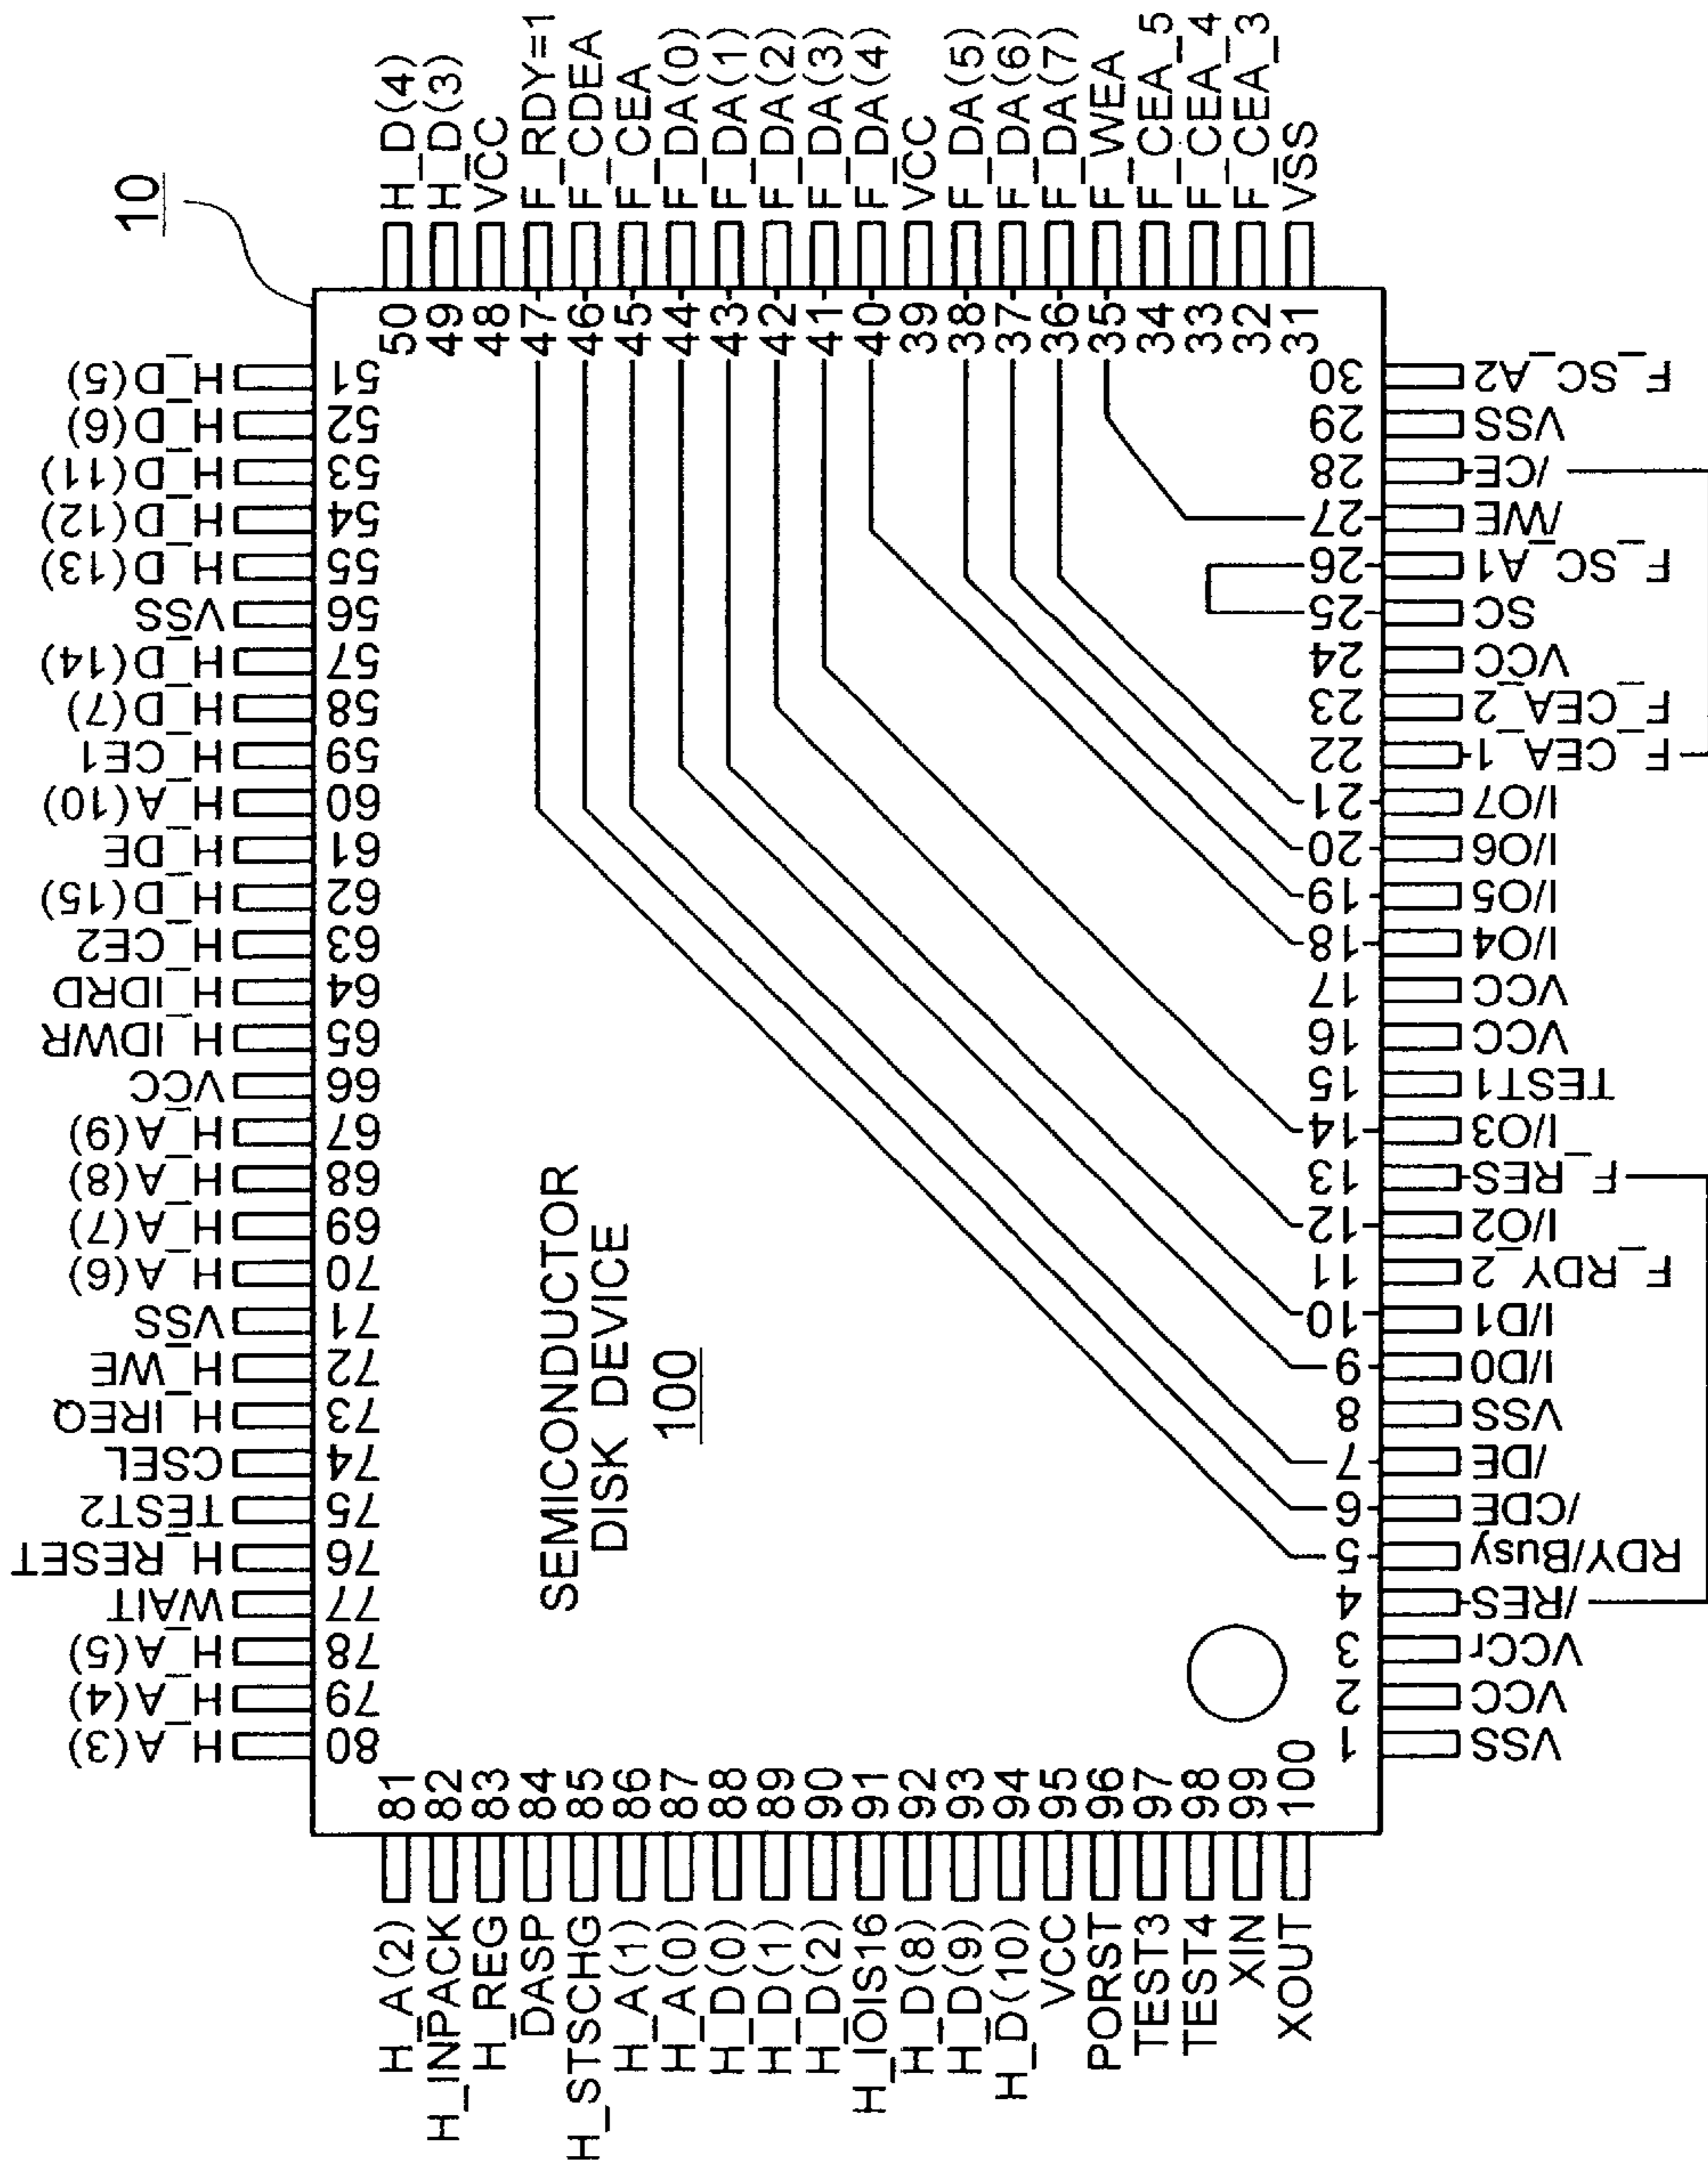 10
H_D(4)
H_D(3)
VCC
F_RDY=1
F_CDEA
F_CEA
F_DA(0)
F_DA(1)
F_DA(2)
F_DA(3)
F_DA(4)
VCC
F_DA(5)
F_DA(6)
F_DA(7)
F_WEA
F_CEA_5
F_CEA_4
F_CEA_3
VSS
50
49
48
47
46
45
44
43
42
41
40
39
38
37
36
35
34
33
32
31
H_D(5) 51
H_D(6) 52
H_D(11) 53
H_D(12) 54
H_D(13) 55
VSS 56
H_D(14) 57
H_D(7) 58
H_CE1 59
H_A(10) 60
H_DE 61
H_D(15) 62
H_CE2 63
H_IDRD 64
H_IDWR 65
VCC 66
H_A(9) 67
H_A(8) 68
H_A(7) 69
H_A(6) 70
VSS 71
H_WE 72
H_IREQ 73
CSEL 74
TEST2 75
H_RESET 76
WAIT 77
H_A(5) 78
H_A(4) 79
H_A(3) 80
SEMICONDUCTOR
DISK DEVICE
100
30 F_SC_A2
29 VSS
28 /CE
27 /WE
26 F_SC_A1
25 SC
24 VCC
23 F_CEA_2
22 F_CEA_1
21 I/O7
20 I/O6
19 I/O5
18 I/O4
17 VCC
16 VCC
15 TEST1
14 I/O3
13 F_RES
12 I/O2
11 F_RDY_2
10 I/D1
9 I/D0
8 VSS
7 /DE
6 /CDE
5 RDY/Busy
4 /RES
3 VCCr
2 VCC
1 VSS
81
82
83
84
85
86
87
88
89
90
91
92
93
94
95
96
97
98
99
100
H_A(2)
H_INPACK
H_REG
DASP
H_STSCHG
H_A(1)
H_A(0)
H_D(0)
H_D(1)
H_D(2)
H_IOIS16
H_D(8)
H_D(9)
H_D(10)
VCC
PORST
TEST3
TEST4
XIN
XOUT